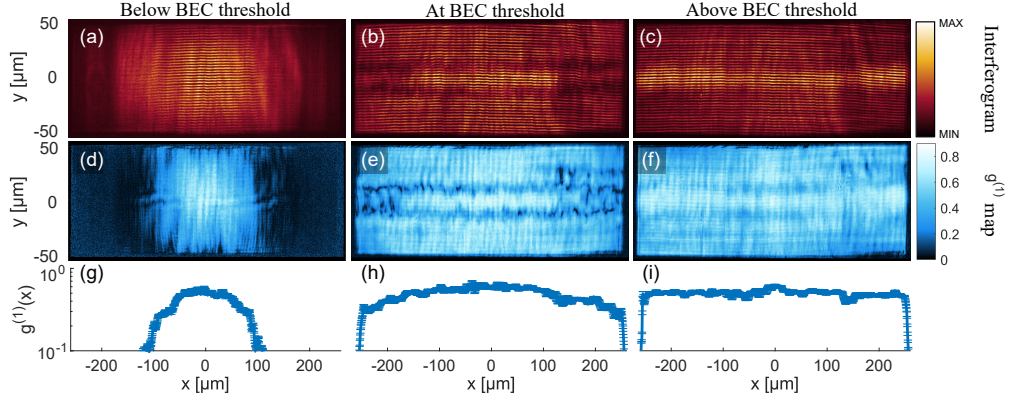 Below BEC threshold At BEC threshold Above BEC threshold
(a) (b) (c)
y [µm] 50 0 -50
MAX MIN Interferogram
(d) (e) (f)
y [µm] 50 0 -50
0.8 0.6 0.4 0.2 0 g⁽¹⁾ map
(g) (h) (i)
g⁽¹⁾(x) 10⁰ 10⁻¹
-200 -100 0 100 200 -200 -100 0 100 200 -200 -100 0 100 200
x [µm] x [µm] x [µm]